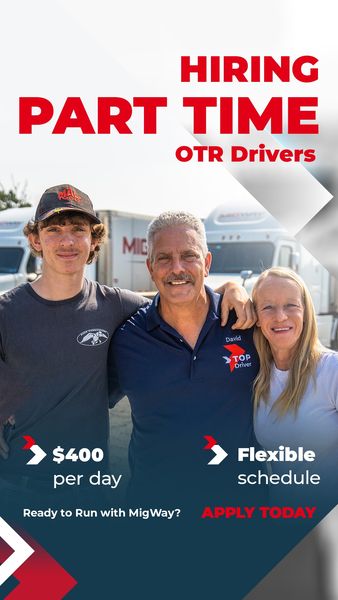 HIRING
PART TIME
OTR Drivers
MIGWAY
David
TOP
Driver
$400
per day
Flexible
schedule
Ready to Run with MigWay?
APPLY TODAY